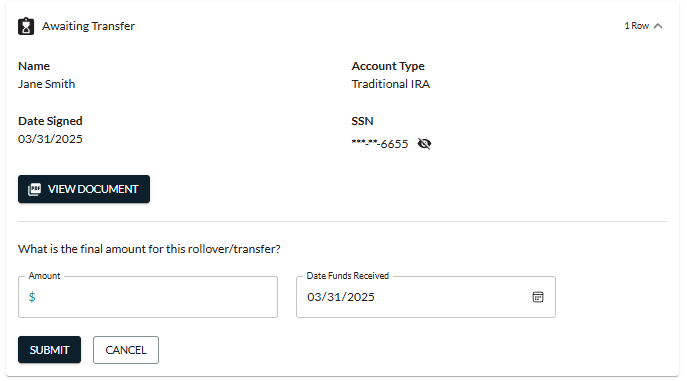 Awaiting Transfer
1 Row
Name
Jane Smith
Account Type
Traditional IRA
Date Signed
03/31/2025
SSN
***-**-6655
PDF VIEW DOCUMENT
What is the final amount for this rollover/transfer?
Amount
$
Date Funds Received
03/31/2025
SUBMIT
CANCEL